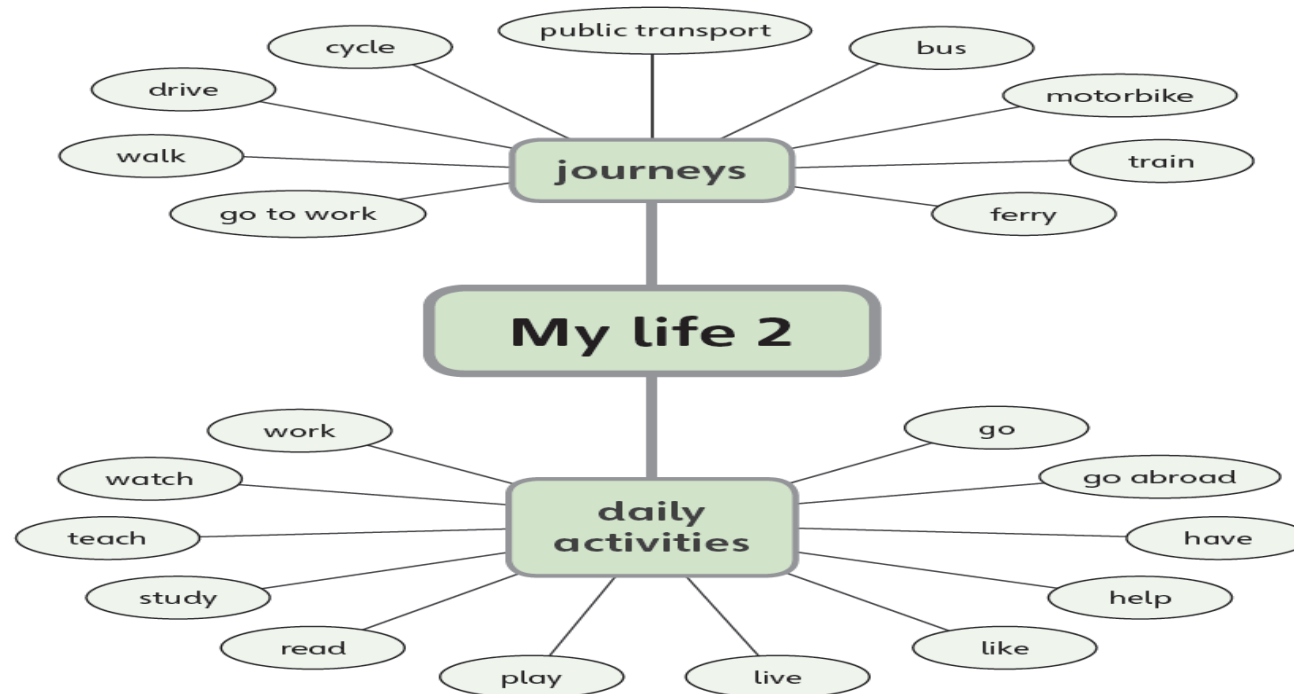 public transport
cycle
bus
drive
motorbike
walk
journeys
train
go to work
ferry
My life 2
work
go
watch
go abroad
daily
activities
teach
have
study
help
read
like
play
live